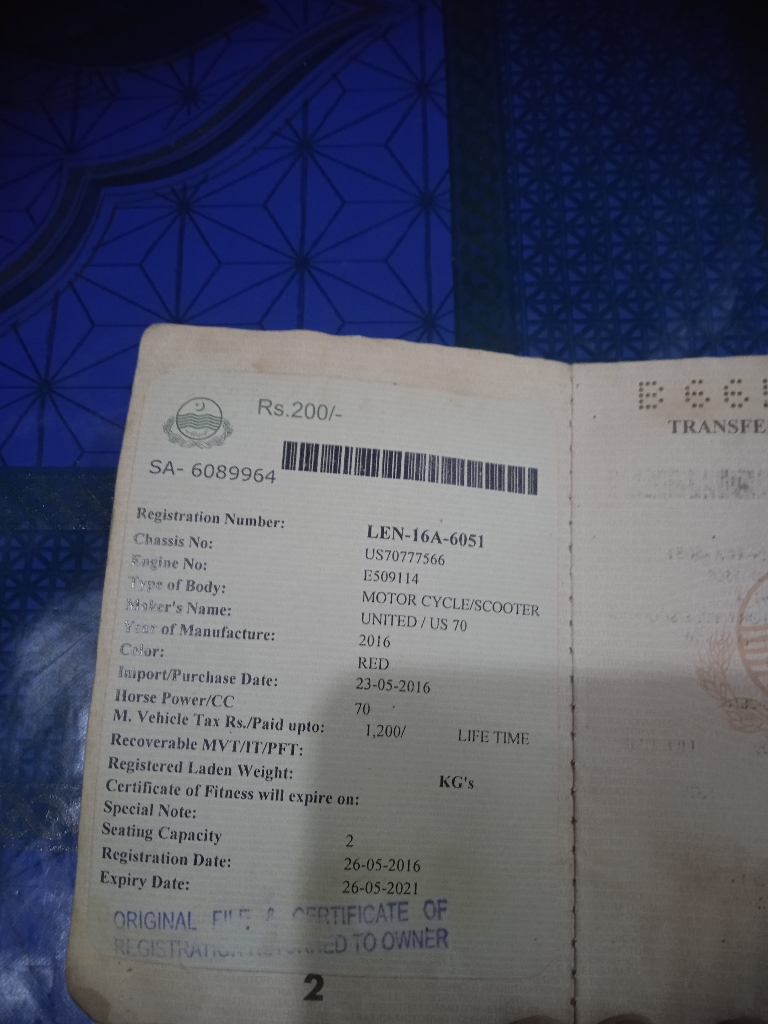 Rs.200/-
SA- 6089964
Registration Number: LEN-16A-6051
Chassis No: US70777566
Engine No: E509114
Type of Body: MOTOR CYCLE/SCOOTER
Maker's Name: UNITED / US 70
Year of Manufacture: 2016
Color: RED
Import/Purchase Date: 23-05-2016
Horse Power/CC 70
M. Vehicle Tax Rs./Paid upto: 1,200/ LIFE TIME
Recoverable MVT/IT/PFT:
Registered Laden Weight: KG's
Certificate of Fitness will expire on:
Special Note:
Seating Capacity 2
Registration Date: 26-05-2016
Expiry Date: 26-05-2021
ORIGINAL FILE & CERTIFICATE OF
REGISTRATION RETURNED TO OWNER
2
B 66
TRANSFE